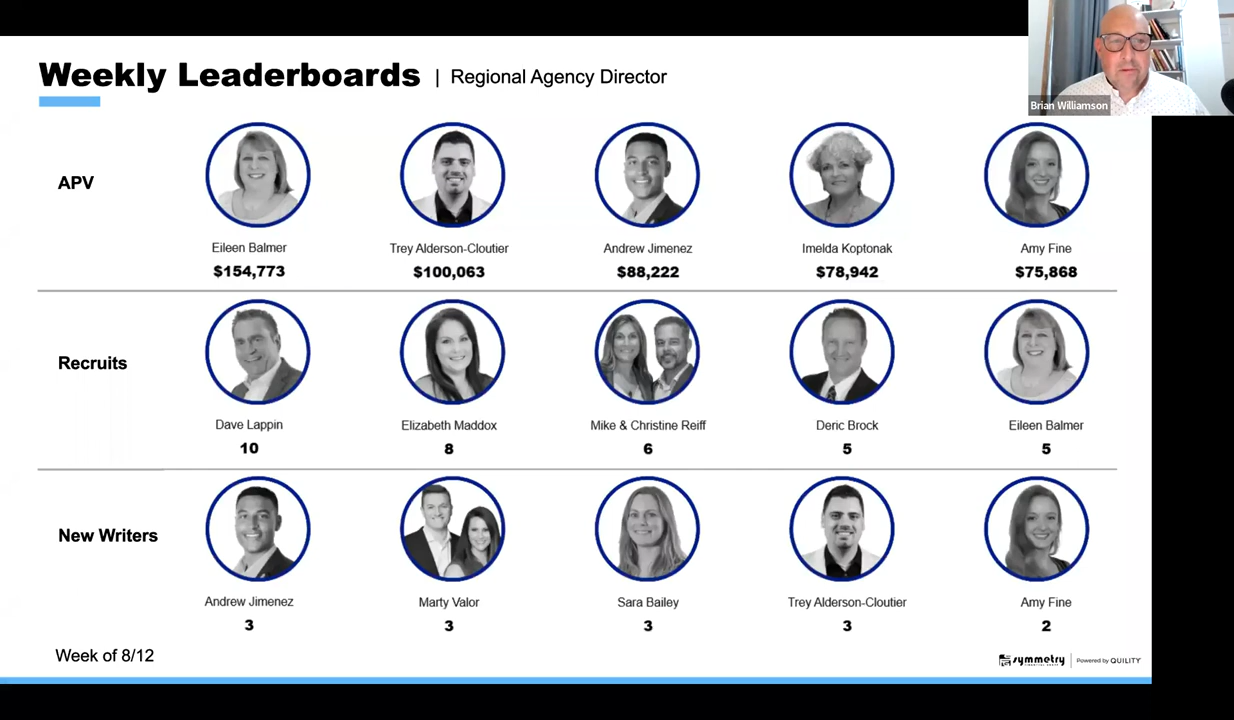 Weekly Leaderboards | Regional Agency Director
Brian Williamson
APV
Eileen Balmer
$154,773
Trey Alderson-Cloutier
$100,063
Andrew Jimenez
$88,222
Imelda Koptonak
$78,942
Amy Fine
$75,868
Recruits
Dave Lappin
10
Elizabeth Maddox
8
Mike & Christine Reiff
6
Deric Brock
5
Eileen Balmer
5
New Writers
Andrew Jimenez
3
Marty Valor
3
Sara Bailey
3
Trey Alderson-Cloutier
3
Amy Fine
2
Week of 8/12
symmetry
FINANCIAL GROUP
Powered by QUILITY